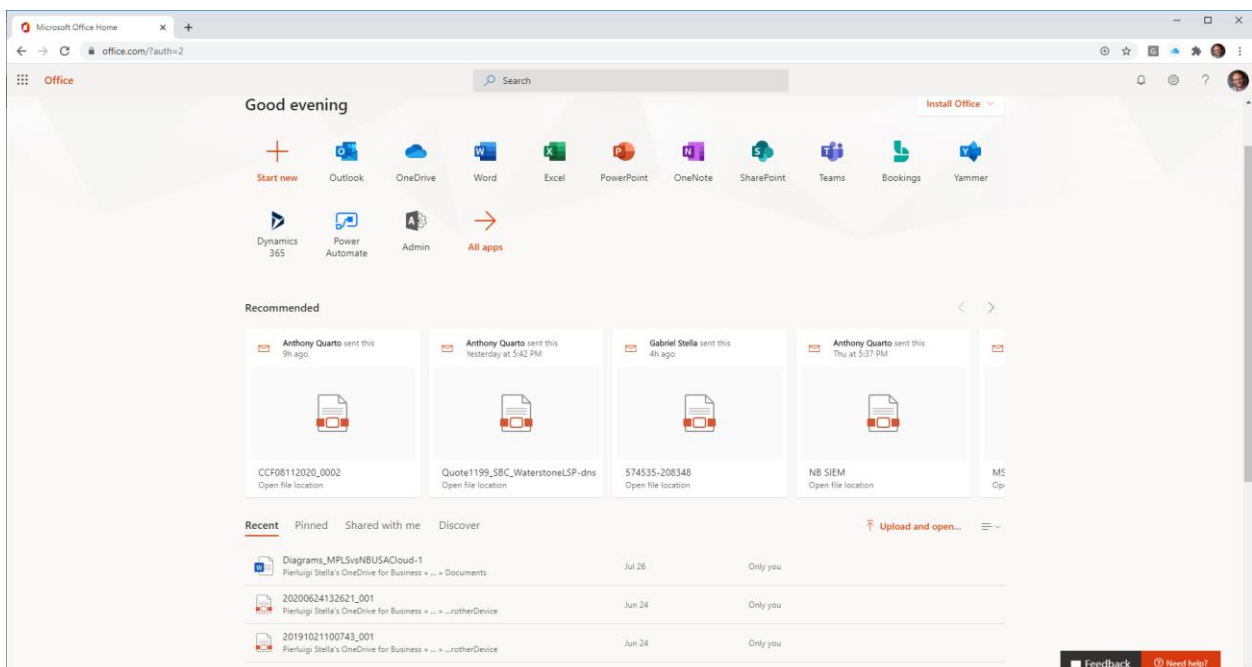 Microsoft Office Home
office.com/?auth=2
Office
Search
Good evening
Install Office
Start new
Outlook
OneDrive
Word
Excel
PowerPoint
OneNote
SharePoint
Teams
Bookings
Yammer
Dynamics
365
Power
Automate
Admin
All apps
Recommended
Anthony Quarto sent this
9h ago
CCF08112020_0002
Open file location
Anthony Quarto sent this
Yesterday at 5:42 PM
Quote1199_SBC_WaterstoneLSP-dns
Open file location
Gabriel Stella sent this
4h ago
574535-208348
Open file location
Anthony Quarto sent this
Thu at 5:37 PM
NB SIEM
Open file location
MS
Recent Pinned Shared with me Discover
Upload and open...
Diagrams_MPLSvsNBUSACloud-1
Pierluigi Stella's OneDrive for Business » ... » Documents
Jul 26
Only you
20200624132621_001
Pierluigi Stella's OneDrive for Business » ... » ...rotherDevice
Jun 24
Only you
20191021100743_001
Pierluigi Stella's OneDrive for Business » ... » ...rotherDevice
Jun 24
Only you
Feedback
Need help?